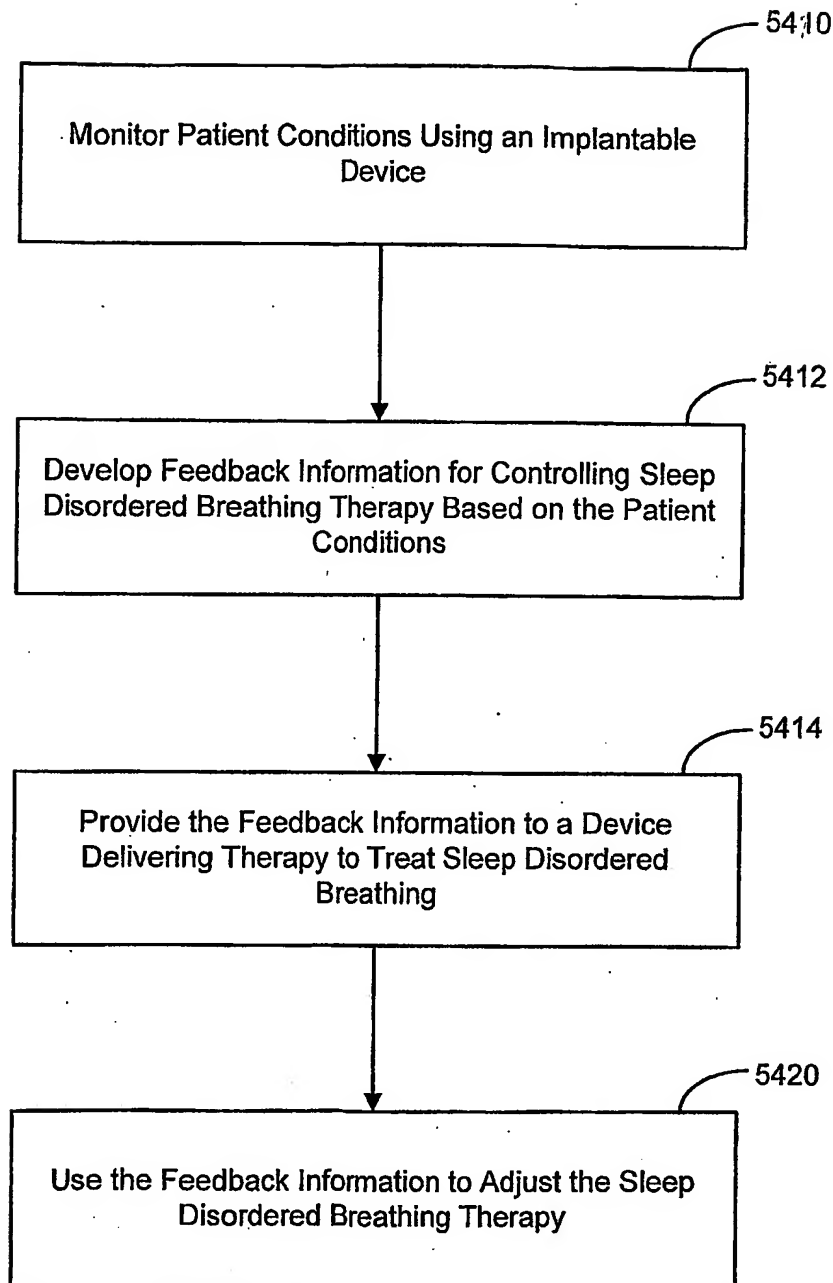 5410
Monitor Patient Conditions Using an Implantable
Device
5412
Develop Feedback Information for Controlling Sleep
Disordered Breathing Therapy Based on the Patient
Conditions
5414
Provide the Feedback Information to a Device
Delivering Therapy to Treat Sleep Disordered
Breathing
5420
Use the Feedback Information to Adjust the Sleep
Disordered Breathing Therapy